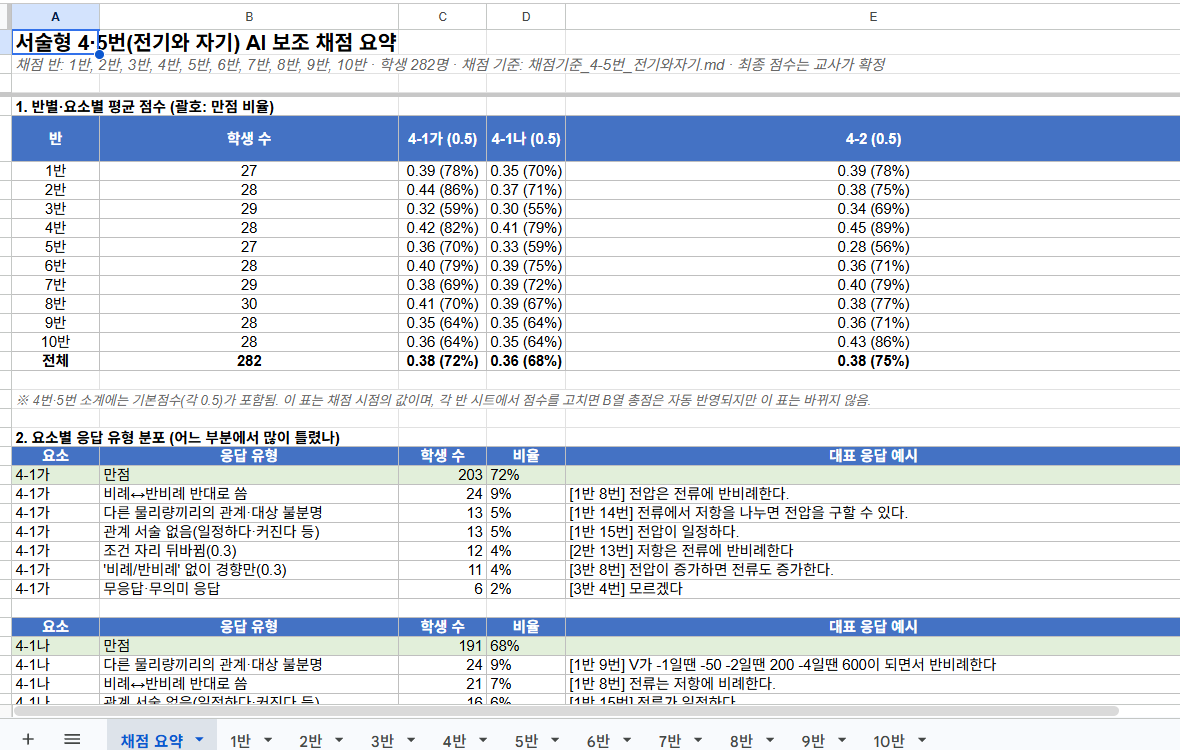 A B C D E
서술형 4·5번(전기와 자기) AI 보조 채점 요약
채점 반: 1반, 2반, 3반, 4반, 5반, 6반, 7반, 8반, 9반, 10반 · 학생 282명 · 채점 기준: 채점기준_4-5번_전기와자기.md · 최종 점수는 교사가 확정
1. 반별·요소별 평균 점수 (괄호: 만점 비율)
반 학생 수 4-1가 (0.5) 4-1나 (0.5) 4-2 (0.5)
1반 27 0.39 (78%) 0.35 (70%) 0.39 (78%)
2반 28 0.44 (86%) 0.37 (71%) 0.38 (75%)
3반 29 0.32 (59%) 0.30 (55%) 0.34 (69%)
4반 28 0.42 (82%) 0.41 (79%) 0.45 (89%)
5반 27 0.36 (70%) 0.33 (59%) 0.28 (56%)
6반 28 0.40 (79%) 0.39 (75%) 0.36 (71%)
7반 29 0.38 (69%) 0.39 (72%) 0.40 (79%)
8반 30 0.41 (70%) 0.39 (67%) 0.38 (77%)
9반 28 0.35 (64%) 0.35 (64%) 0.36 (71%)
10반 28 0.36 (64%) 0.35 (64%) 0.43 (86%)
전체 282 0.38 (72%) 0.36 (68%) 0.38 (75%)
※ 4번·5번 소계에는 기본점수(각 0.5)가 포함됨. 이 표는 채점 시점의 값이며, 각 반 시트에서 점수를 고치면 B열 총점은 자동 반영되지만 이 표는 바뀌지 않음.
2. 요소별 응답 유형 분포 (어느 부분에서 많이 틀렸나)
요소 응답 유형 학생 수 비율 대표 응답 예시
4-1가 만점 203 72%
4-1가 비례↔반비례 반대로 씀 24 9% [1반 8번] 전압은 전류에 반비례한다.
4-1가 다른 물리량끼리의 관계·대상 불분명 13 5% [1반 14번] 전류에서 저항을 나누면 전압을 구할 수 있다.
4-1가 관계 서술 없음(일정하다·커진다 등) 13 5% [1반 15번] 전압이 일정하다.
4-1가 조건 자리 뒤바뀜(0.3) 12 4% [2반 13번] 저항은 전류에 반비례한다
4-1가 '비례/반비례' 없이 경향만(0.3) 11 4% [3반 8번] 전압이 증가하면 전류도 증가한다.
4-1가 무응답·무의미 응답 6 2% [3반 4번] 모르겠다
요소 응답 유형 학생 수 비율 대표 응답 예시
4-1나 만점 191 68%
4-1나 다른 물리량끼리의 관계·대상 불분명 24 9% [1반 9번] V가 -1일땐 -50 -2일땐 200 -4일땐 600이 되면서 반비례한다
4-1나 비례↔반비례 반대로 씀 21 7% [1반 8번] 전류는 저항에 비례한다.
4-1나 관계 서술 없음(일정하다·커진다 등) 16 6% [1반 15번] 전류가 일정하다
+ 채점 요약 1반 2반 3반 4반 5반 6반 7반 8반 9반 10반